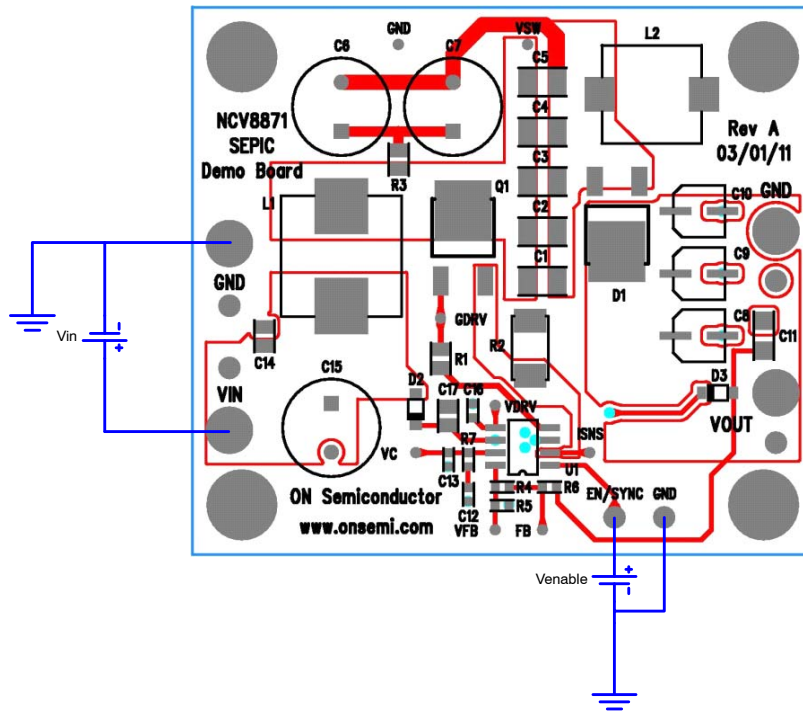 GND
VSW
C6
C7
C5
L2
NCV8871
SEPIC
Demo Board
C4
Rev A
03/01/11
R3
C3
Q1
L1
C2
C10
GND
C1
C9
GND
D1
GDRV
C8
C11
Vin
C14
R1
R2
VIN
C15
D2
C17
C16
VDRV
D3
VOUT
R7
ISNS
VC
U1
C13
ON Semiconductor
R4
R6
EN/SYNC
GND
C12
R5
www.onsemi.com
VFB
FB
Venable